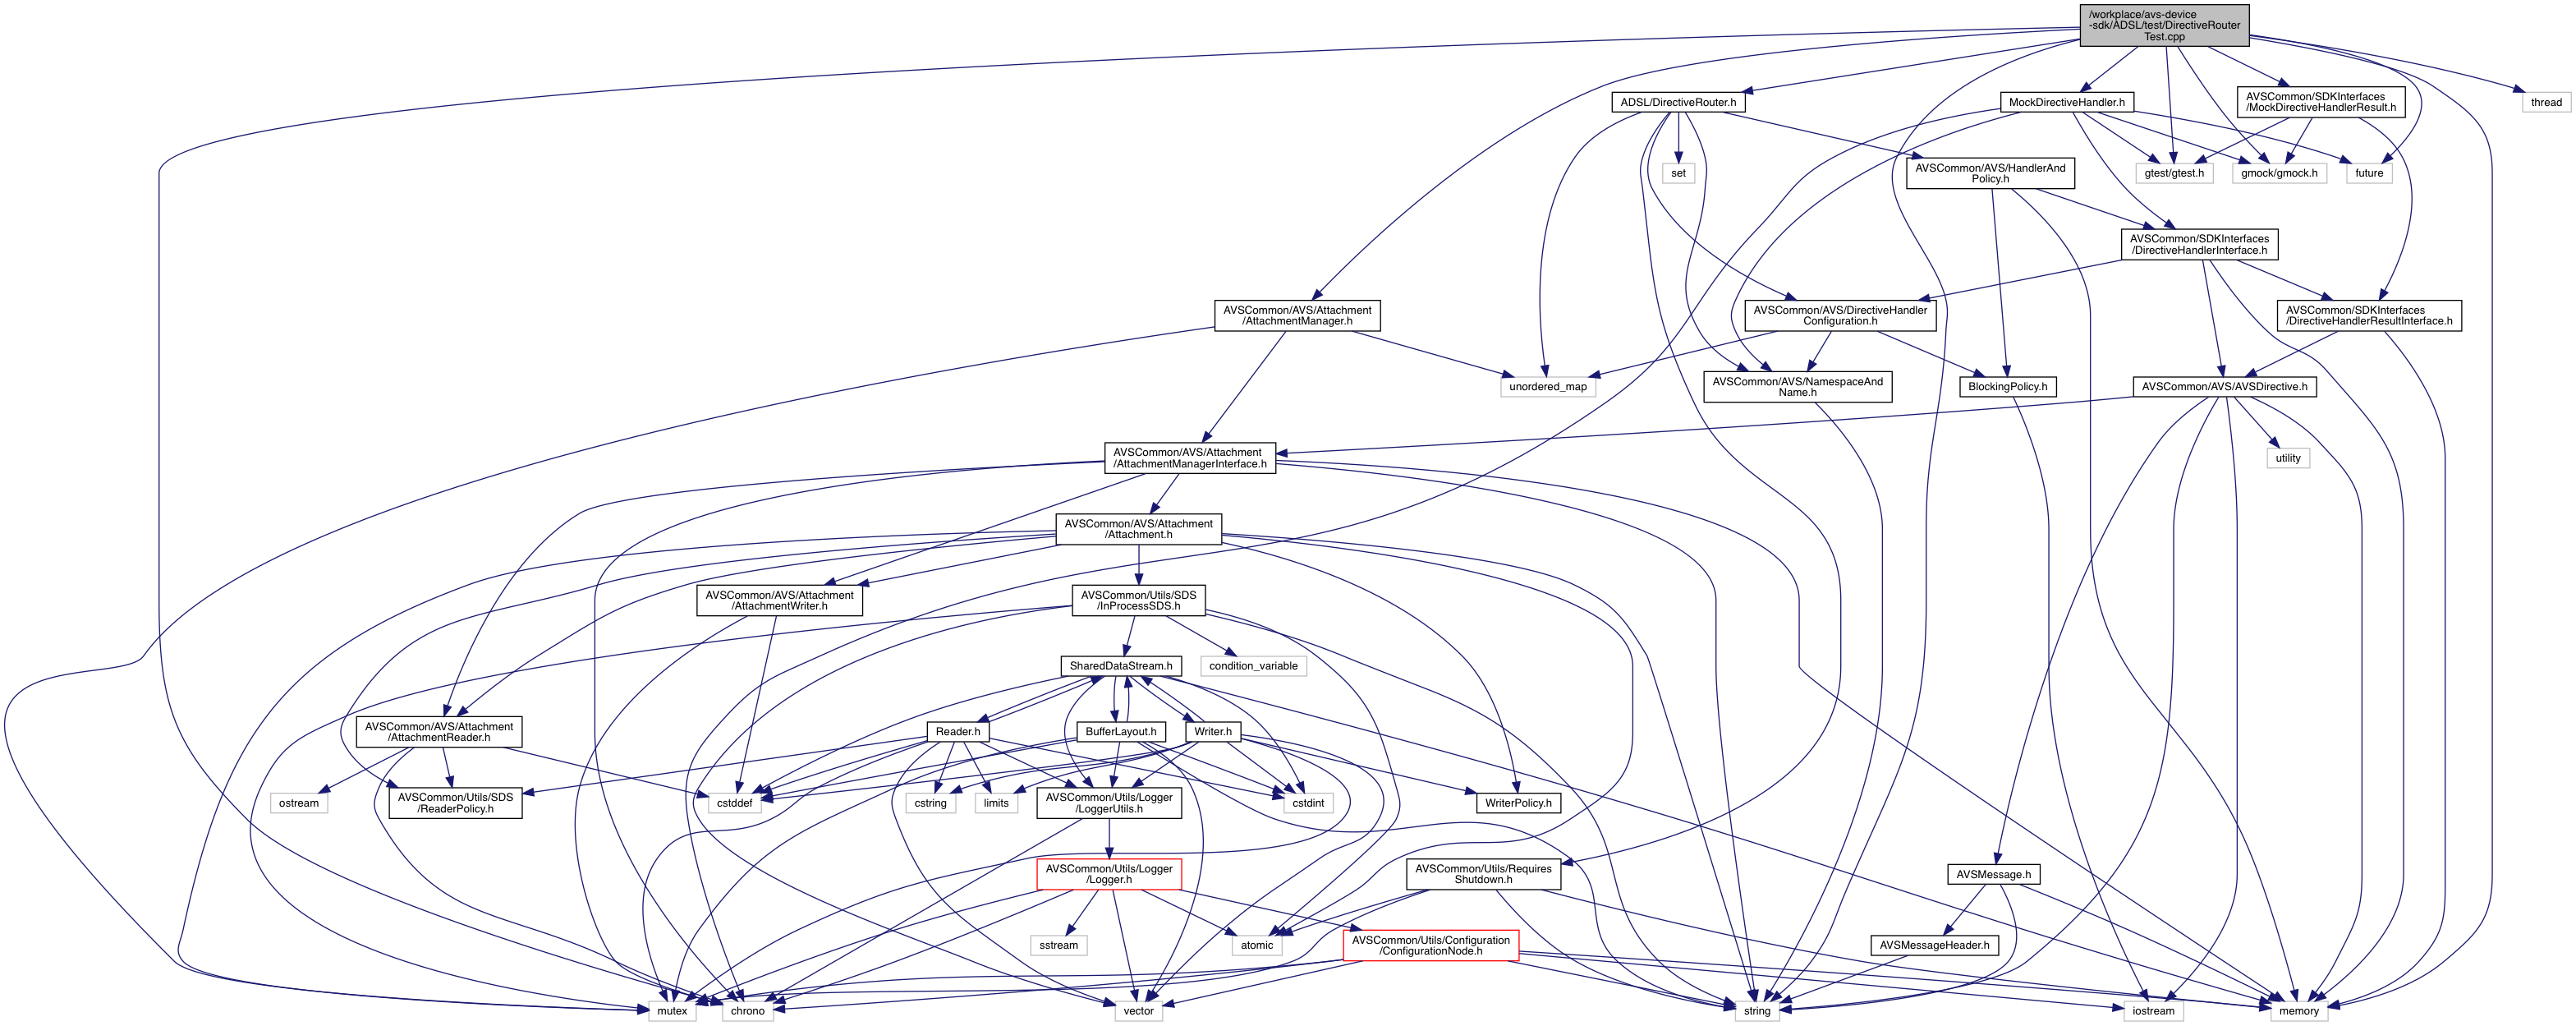 /workplace/avs-device
-sdk/ADSL/test/DirectiveRouter
Test.cpp
ADSL/DirectiveRouter.h
MockDirectiveHandler.h
AVSCommon/SDKInterfaces
/MockDirectiveHandlerResult.h
thread
set
AVSCommon/AVS/HandlerAnd
Policy.h
gtest/gtest.h
gmock/gmock.h
future
AVSCommon/SDKInterfaces
/DirectiveHandlerInterface.h
AVSCommon/AVS/Attachment
/AttachmentManager.h
AVSCommon/AVS/DirectiveHandler
Configuration.h
AVSCommon/SDKInterfaces
/DirectiveHandlerResultInterface.h
unordered_map
AVSCommon/AVS/NamespaceAnd
Name.h
BlockingPolicy.h
AVSCommon/AVS/AVSDirective.h
AVSCommon/AVS/Attachment
/AttachmentManagerInterface.h
utility
AVSCommon/AVS/Attachment
/Attachment.h
AVSCommon/AVS/Attachment
/AttachmentWriter.h
AVSCommon/Utils/SDS
/InProcessSDS.h
SharedDataStream.h
condition_variable
AVSCommon/AVS/Attachment
/AttachmentReader.h
Reader.h
BufferLayout.h
Writer.h
ostream
AVSCommon/Utils/SDS
/ReaderPolicy.h
cstddef
cstring
limits
AVSCommon/Utils/Logger
/LoggerUtils.h
cstdint
WriterPolicy.h
AVSCommon/Utils/Logger
/Logger.h
AVSCommon/Utils/Requires
Shutdown.h
AVSMessage.h
sstream
atomic
AVSCommon/Utils/Configuration
/ConfigurationNode.h
AVSMessageHeader.h
mutex
chrono
vector
string
iostream
memory